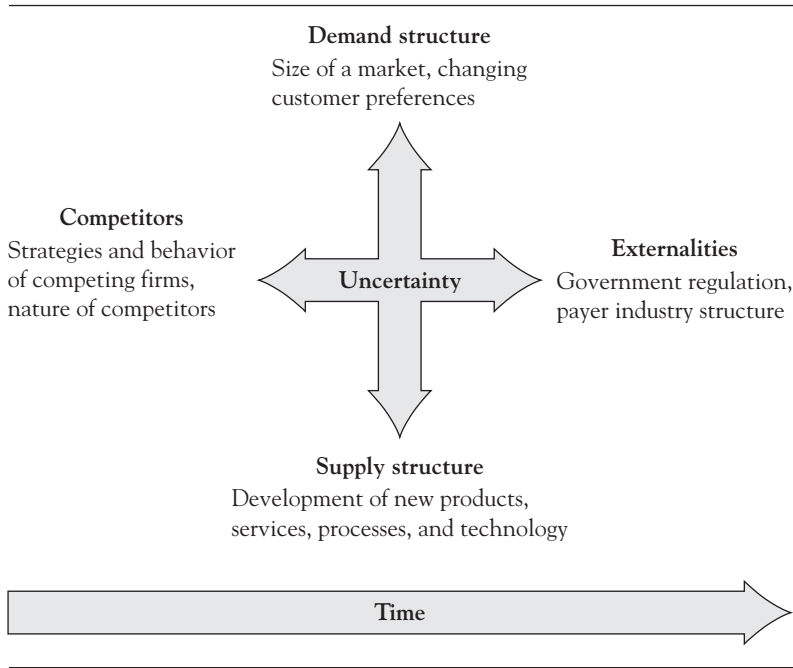 Demand structure
Size of a market, changing
customer preferences
Competitors
Strategies and behavior
of competing firms,
nature of competitors
Uncertainty
Externalities
Government regulation,
payer industry structure
Supply structure
Development of new products,
services, processes, and technology
Time